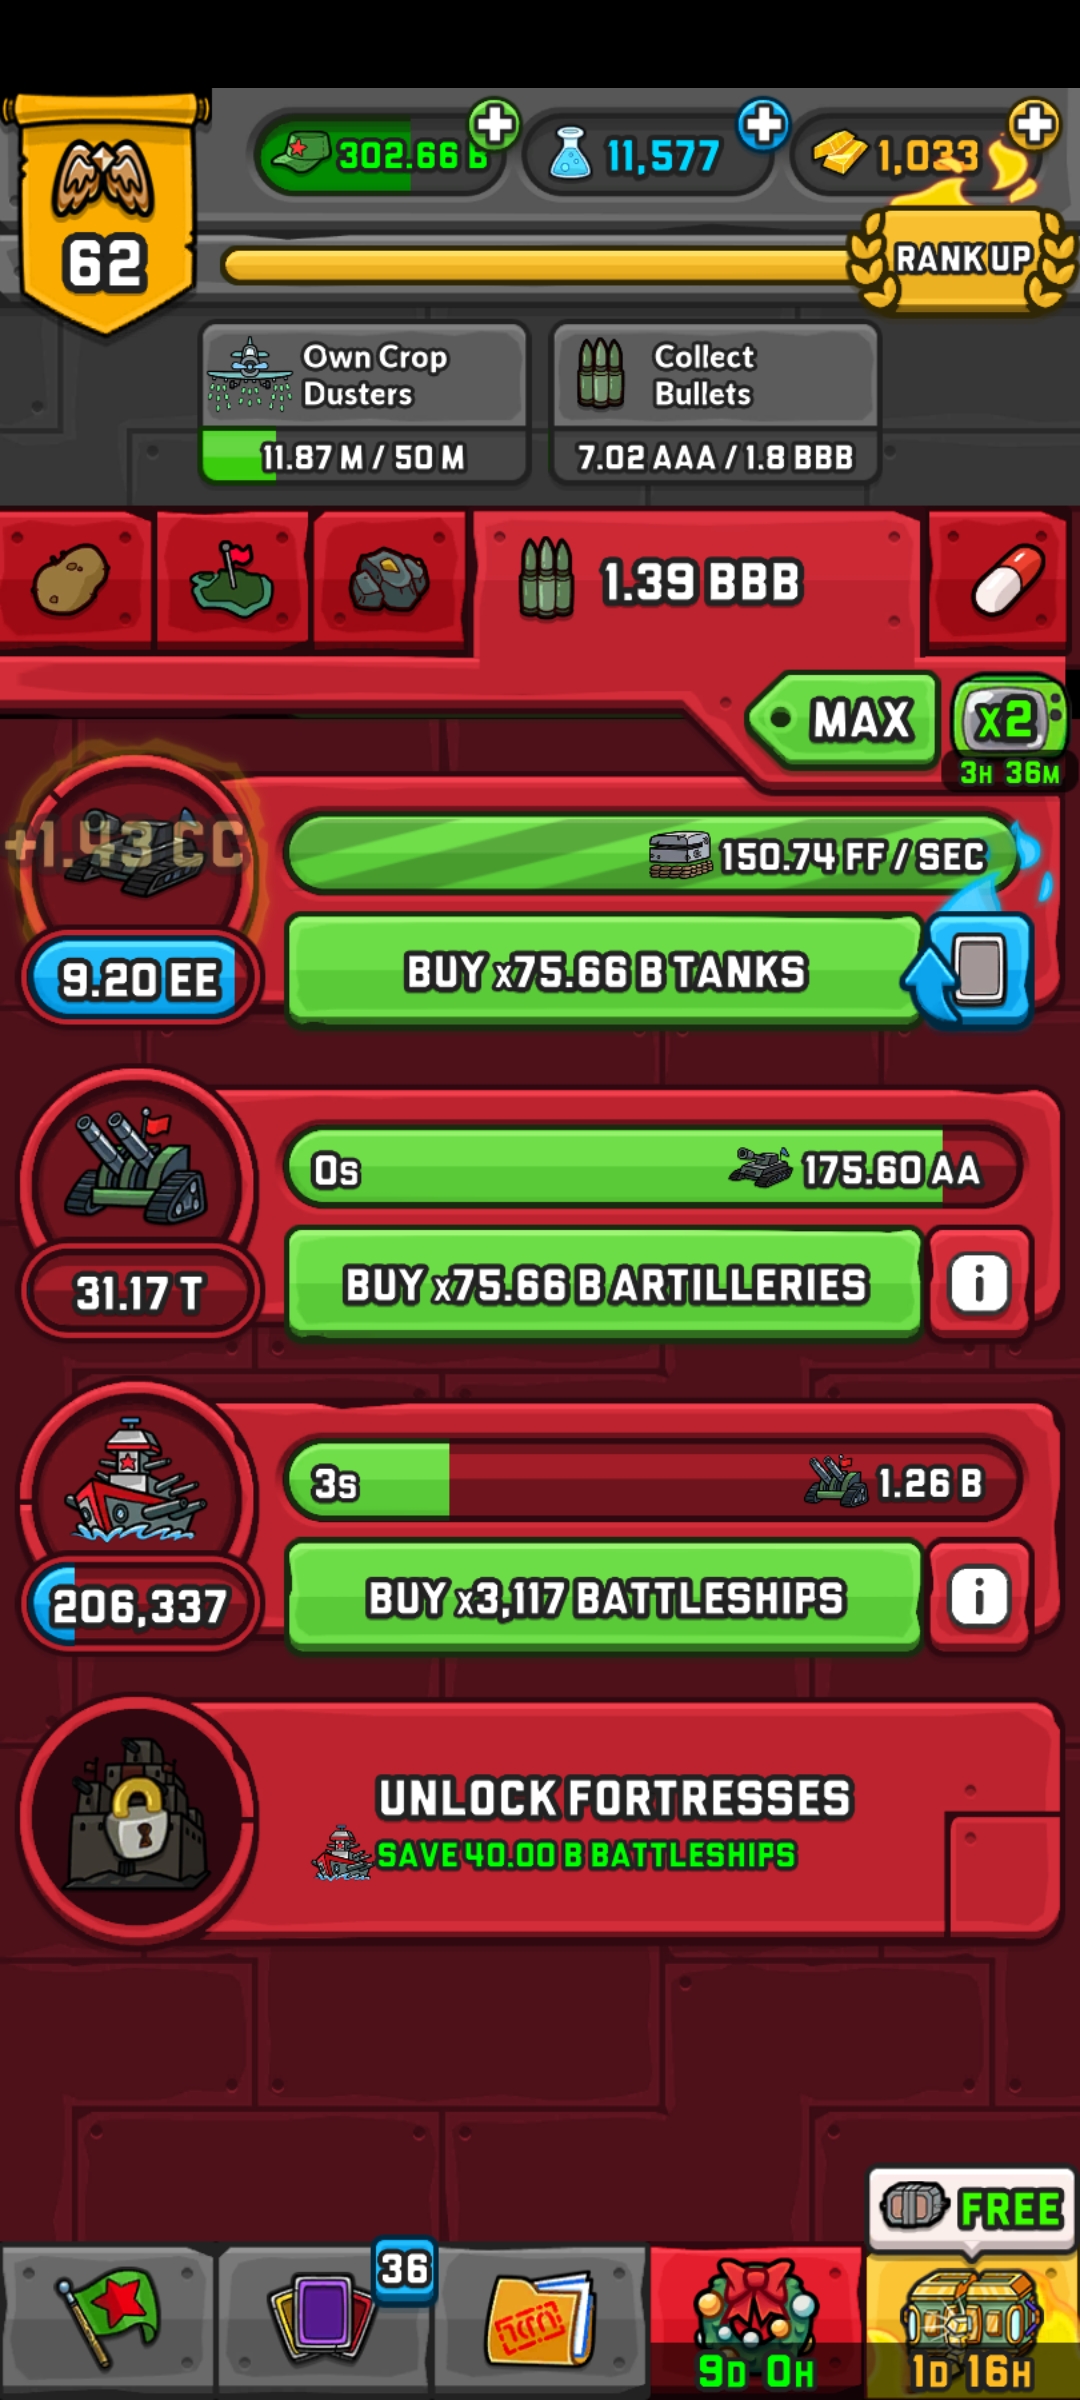 302.66 B
11,577
1,033
62
RANK UP
Own Crop
Dusters
11.87 M / 50 M
Collect
Bullets
7.02 AAA / 1.8 BBB
1.39 BBB
MAX
x2
3H 36M
+1.43 CC
150.74 FF / SEC
9.20 EE
BUY x75.66 B TANKS
0s
175.60 AA
31.17 T
BUY x75.66 B ARTILLERIES
i
3s
1.26 B
206,337
BUY x3,117 BATTLESHIPS
i
UNLOCK FORTRESSES
SAVE 40.00 B BATTLESHIPS
FREE
36
9D 0H
1D 16H